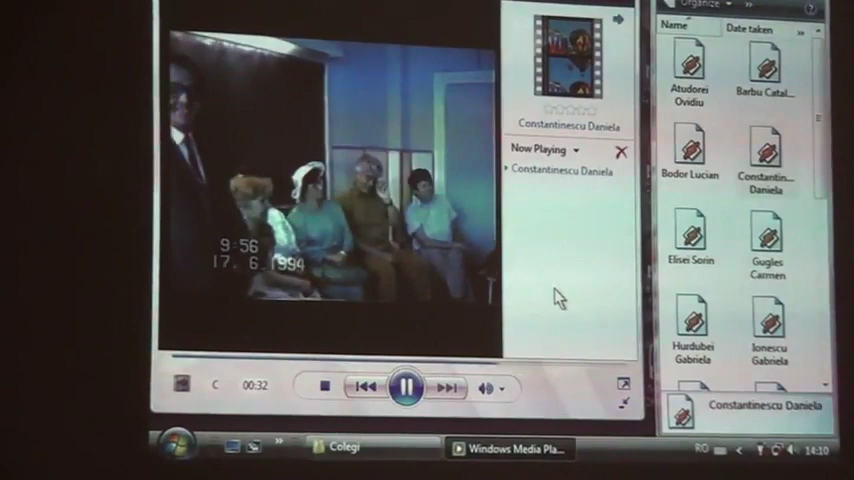 Organize
Name
Date taken
Atudorei
Ovidiu
Barbu Catal...
Constantinescu Daniela
Now Playing
Constantinescu Daniela
Bodor Lucian
Constantin...
Daniela
9:56
17. 6.1994
Elisei Sorin
Gugles
Carmen
Hurdubei
Gabriela
Ionescu
Gabriela
C
00:32
Constantinescu Daniela
Colegi
Windows Media Pla...
RO
14:10